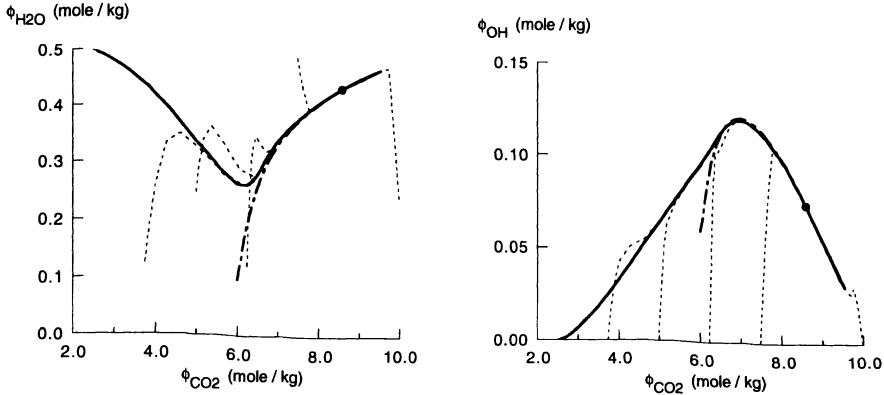 ϕH2O (mole / kg)
0.5
0.4
0.3
0.2
0.1
0.0
2.0 4.0 6.0 8.0 10.0
ϕCO2 (mole / kg)
ϕOH (mole / kg)
0.15
0.10
0.05
0.00
2.0 4.0 6.0 8.0 10.0
ϕCO2 (mole / kg)